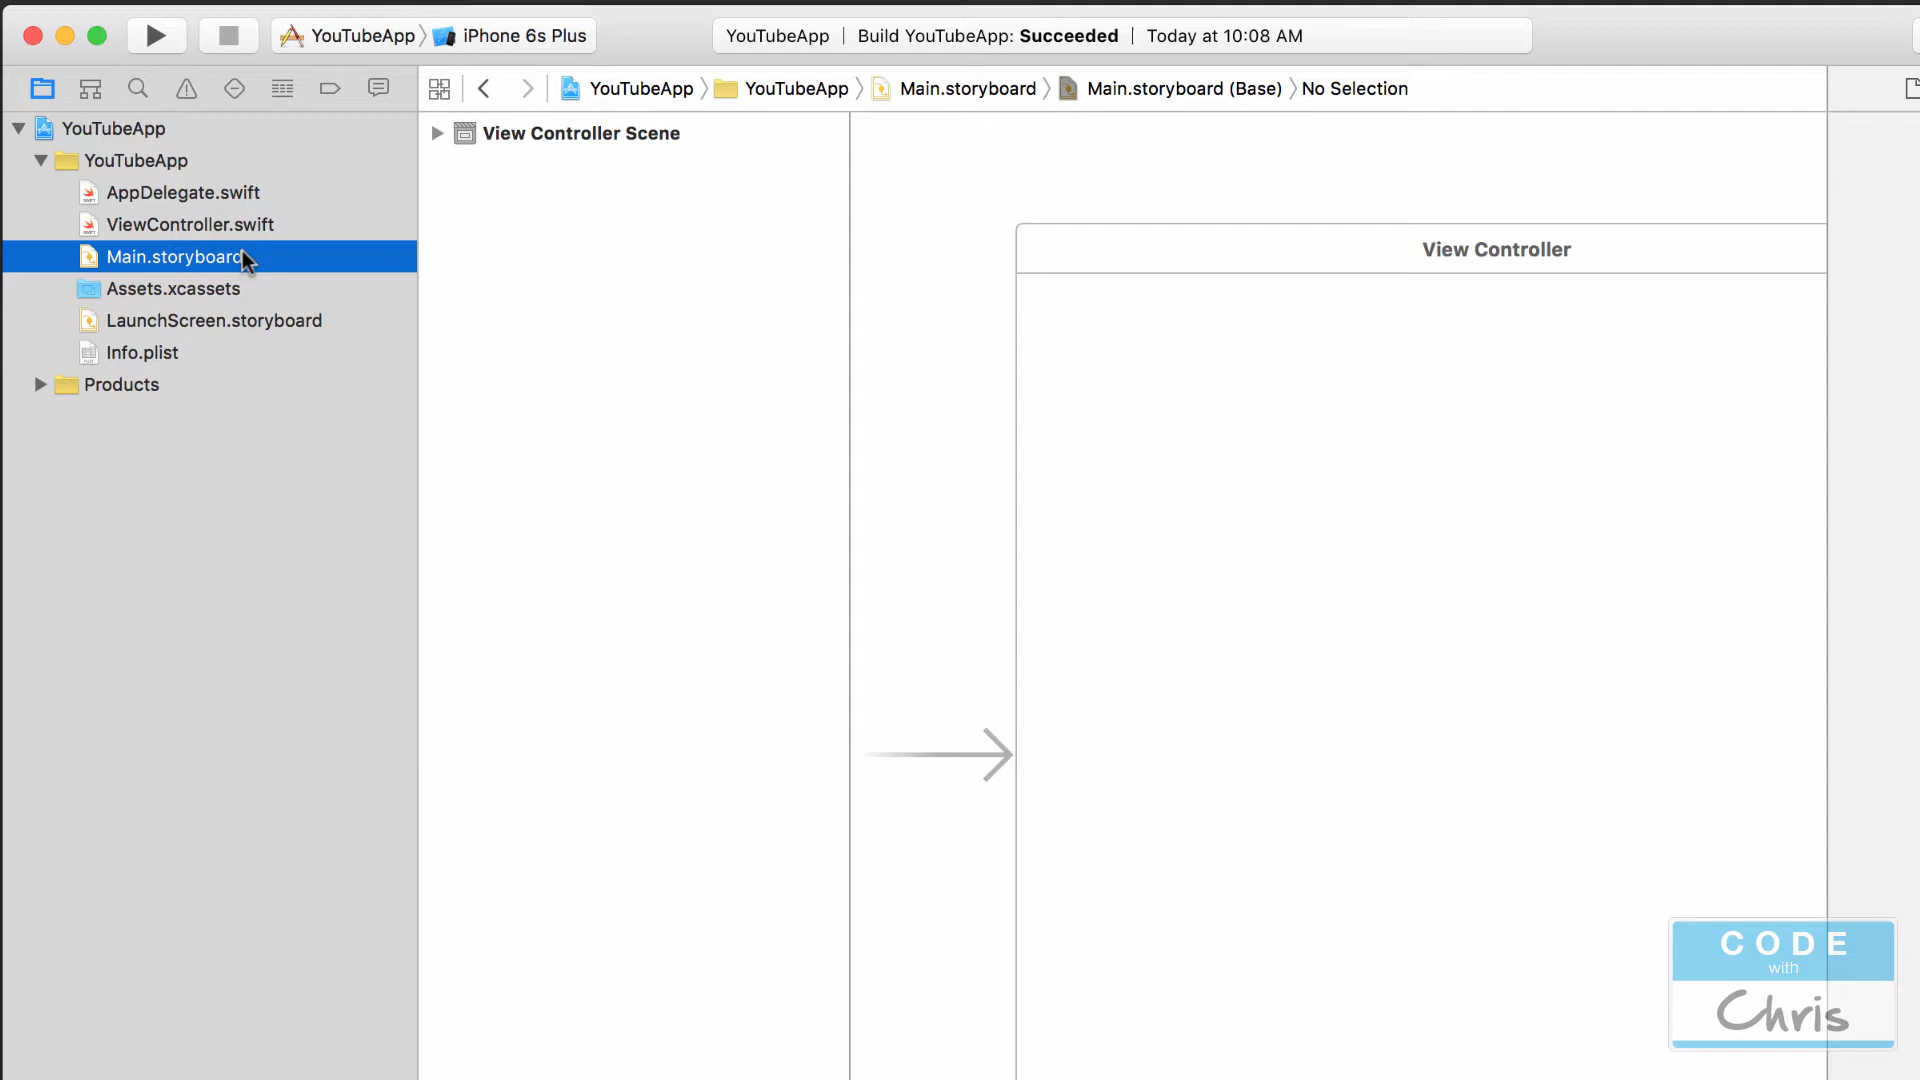 YouTubeApp iPhone 6s Plus
YouTubeApp Build YouTubeApp: Succeeded Today at 10:08 AM
YouTubeApp YouTubeApp Main.storyboard Main.storyboard (Base) No Selection
YouTubeApp
YouTubeApp
AppDelegate.swift
ViewController.swift
Main.storyboard
Assets.xcassets
LaunchScreen.storyboard
Info.plist
Products
View Controller Scene
View Controller
CODE
with
Chris